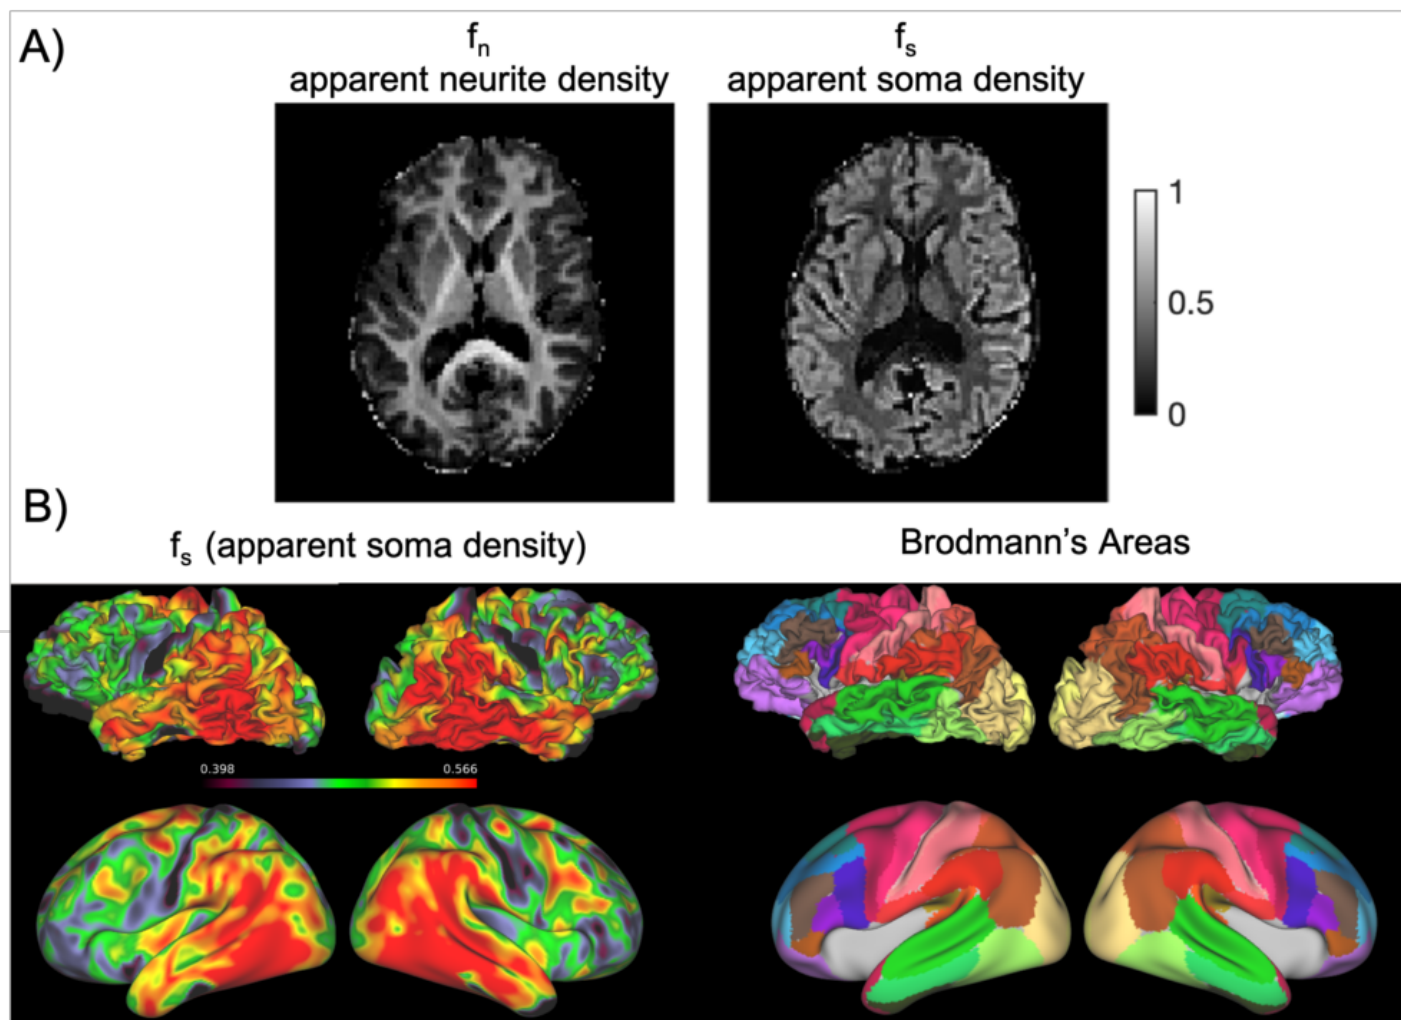 A)
fn
apparent neurite density
fs
apparent soma density
1
0.5
0
B)
fs (apparent soma density)
Brodmann's Areas
0.398
0.566